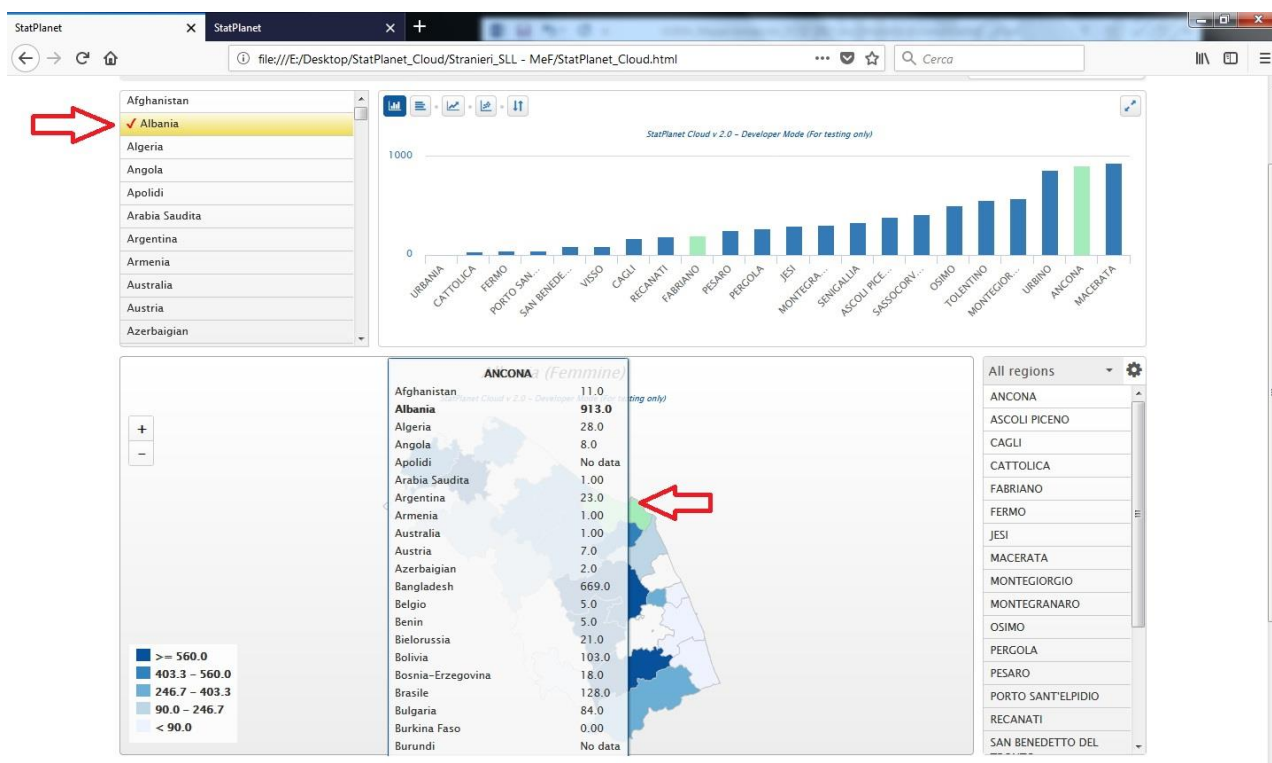 StatPlanet
StatPlanet
file:///E:/Desktop/StatPlanet_Cloud/Stranieri_SLL - MeF/StatPlanet_Cloud.html
Cerca
Afghanistan
Albania
Algeria
Angola
Apolidi
Arabia Saudita
Argentina
Armenia
Australia
Austria
Azerbaigian
StatPlanet Cloud v 2.0 - Developer Mode (For testing only)
1000
0
URBANIA
CATTOLICA
FERMO
PORTO SAN...
SAN BENEDE...
VISSO
CAGLI
RECANATI
FABRIANO
PESARO
PERGOLA
JESI
MONTEGRA...
SENIGALLIA
ASCOLI PICE...
SASSOCORV...
OSIMO
TOLENTINO
MONTEGIOR...
URBINO
ANCONA
MACERATA
ANCONA
(Femmine)
Afghanistan 11.0
Albania 913.0
Algeria 28.0
Angola 8.0
Apolidi No data
Arabia Saudita 1.00
Argentina 23.0
Armenia 1.00
Australia 1.00
Austria 7.0
Azerbaigian 2.0
Bangladesh 669.0
Belgio 5.0
Benin 5.0
Bielorussia 21.0
Bolivia 103.0
Bosnia-Erzegovina 18.0
Brasile 128.0
Bulgaria 84.0
Burkina Faso 0.00
Burundi No data
+
-
>= 560.0
403.3 - 560.0
246.7 - 403.3
90.0 - 246.7
< 90.0
All regions
ANCONA
ASCOLI PICENO
CAGLI
CATTOLICA
FABRIANO
FERMO
JESI
MACERATA
MONTEGIORGIO
MONTEGRANARO
OSIMO
PERGOLA
PESARO
PORTO SANT'ELPIDIO
RECANATI
SAN BENEDETTO DEL